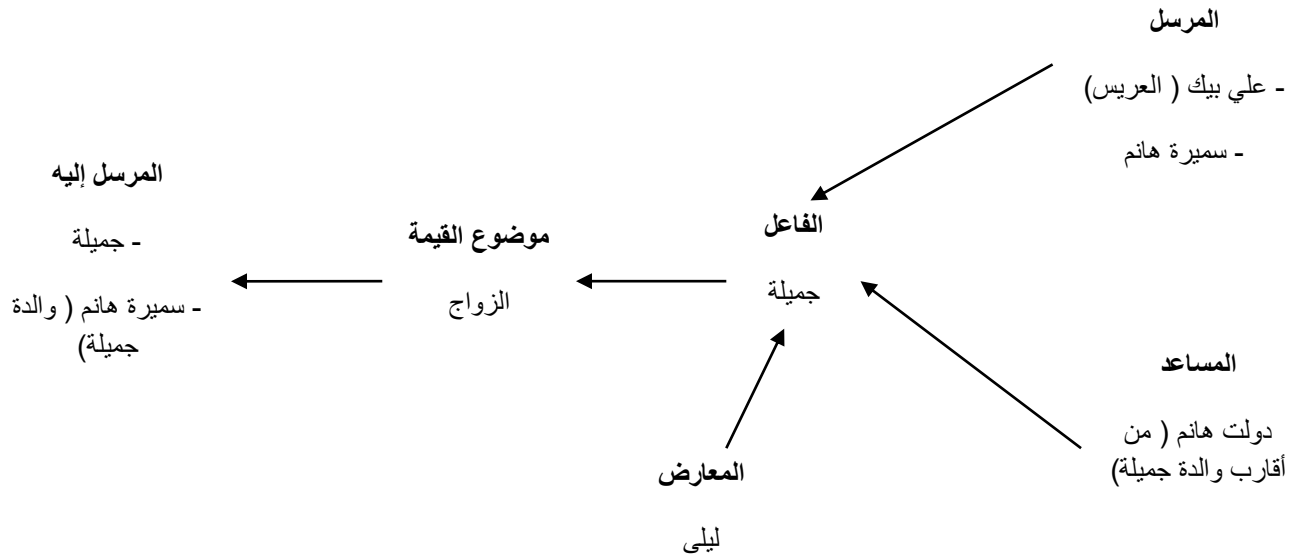 المرسل
- علي بيك ( العريس)
- سميرة هانم
الفاعل
جميلة
موضوع القيمة
الزواج
المرسل إليه
- جميلة
- سميرة هانم ( والدة
جميلة)
المساعد
دولت هانم ( من
أقارب والدة جميلة)
المعارض
ليلى